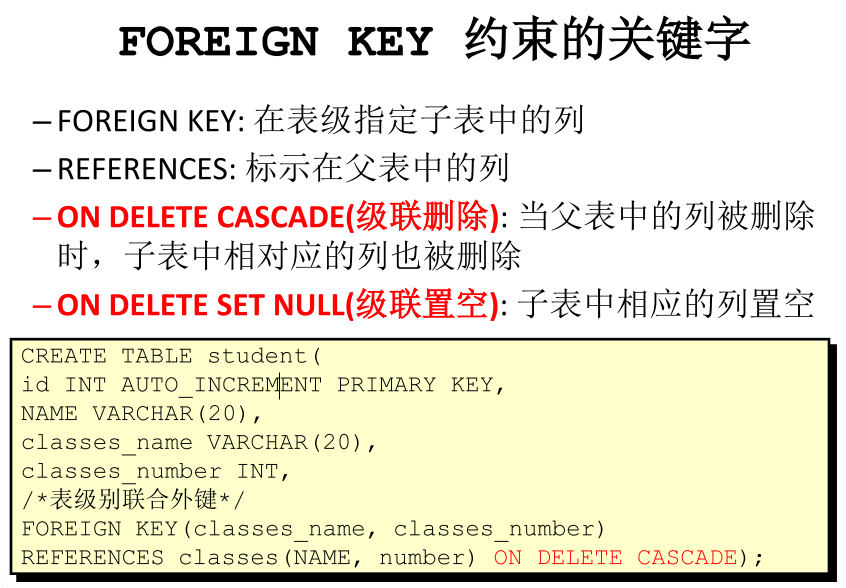 FOREIGN KEY 约束的关键字
– FOREIGN KEY: 在表级指定子表中的列
– REFERENCES: 标示在父表中的列
– ON DELETE CASCADE(级联删除): 当父表中的列被删除
时，子表中相对应的列也被删除
– ON DELETE SET NULL(级联置空): 子表中相应的列置空
CREATE TABLE student(
id INT AUTO_INCREMENT PRIMARY KEY,
NAME VARCHAR(20),
classes_name VARCHAR(20),
classes_number INT,
/*表级别联合外键*/
FOREIGN KEY(classes_name, classes_number)
REFERENCES classes(NAME, number) ON DELETE CASCADE);